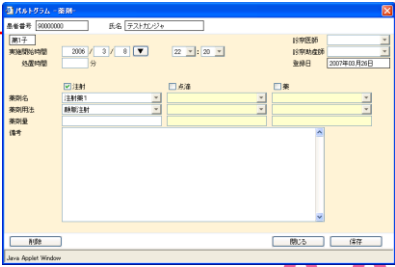 パルトグラム -薬剤-
患者番号 90000000 氏名 テストカンジャ
第1子
診察医師
実施開始時間 2006 / 3 / 8 ▼ 22 : 20
診察助産師
処置時間 分
登録日 2007年03月26日
注射 点滴 薬
薬剤名 注射薬1
薬剤用法 静脈注射
薬剤量
備考
削除 閉じる 保存
Java Applet Window